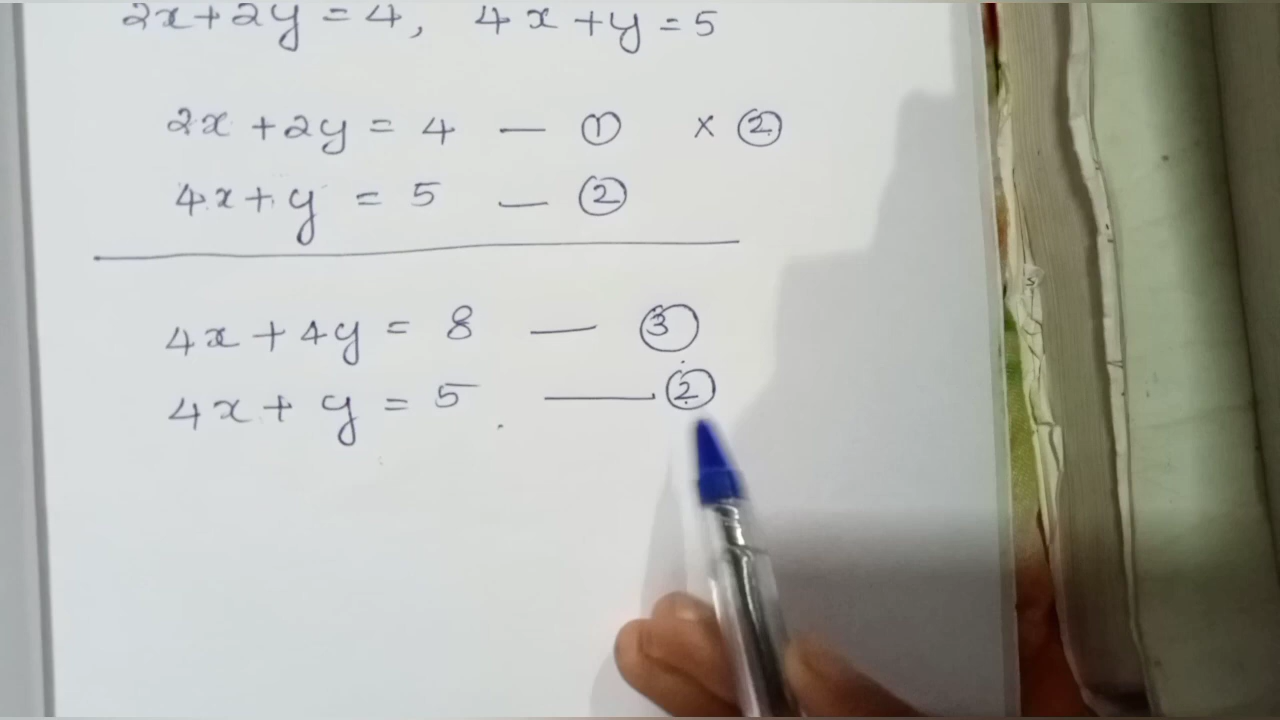 2x+2y=4, 4x+y=5
2x+2y = 4 — ① × ②
4x+y = 5 — ②
4x+4y = 8 — ③
4x+y = 5 — ②